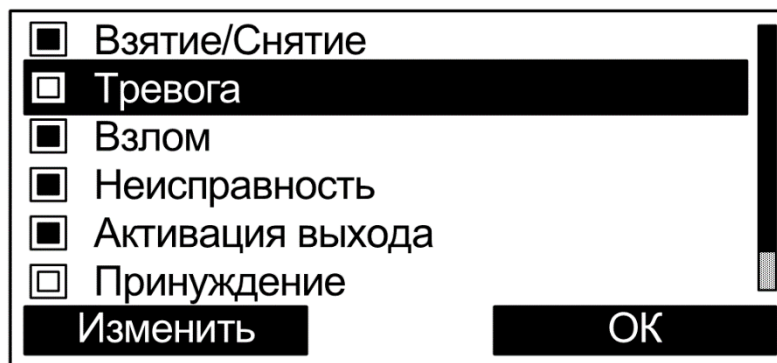 Взятие/Снятие
Тревога
Взлом
Неисправность
Активация выхода
Принуждение
Изменить ОК